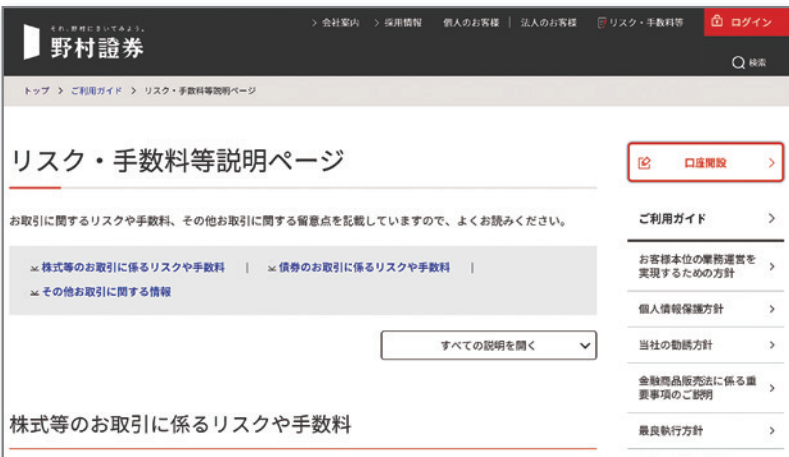 それ、野村にきいてみよう。
野村證券
会社案内
採用情報
個人のお客様
法人のお客様
リスク・手数料等
ログイン
検索
トップ > ご利用ガイド > リスク・手数料等説明ページ
リスク・手数料等説明ページ
お取引に関するリスクや手数料、その他お取引に関する留意点を記載していますので、よくお読みください。
株式等のお取引に係るリスクや手数料 | 債券のお取引に係るリスクや手数料 |
その他お取引に関する情報
すべての説明を開く
株式等のお取引に係るリスクや手数料
口座開設
ご利用ガイド
お客様本位の業務運営を
実現するための方針
個人情報保護方針
当社の勧誘方針
金融商品販売法に係る重
要事項のご説明
最良執行方針